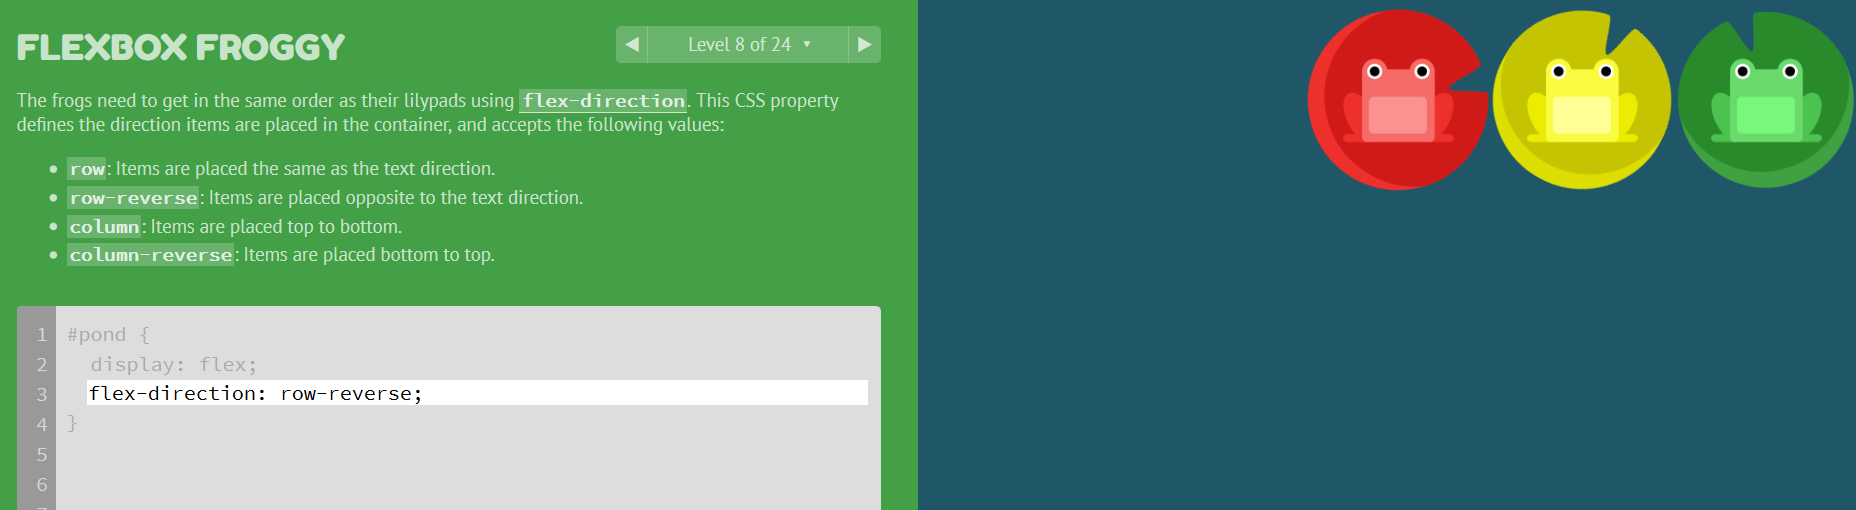 FLEXBOX FROGGY
◀ Level 8 of 24 ▼ ▶
The frogs need to get in the same order as their lilypads using flex-direction. This CSS property
defines the direction items are placed in the container, and accepts the following values:
• row: Items are placed the same as the text direction.
• row-reverse: Items are placed opposite to the text direction.
• column: Items are placed top to bottom.
• column-reverse: Items are placed bottom to top.
1 #pond {
2 display: flex;
3 flex-direction: row-reverse;
4 }
5
6